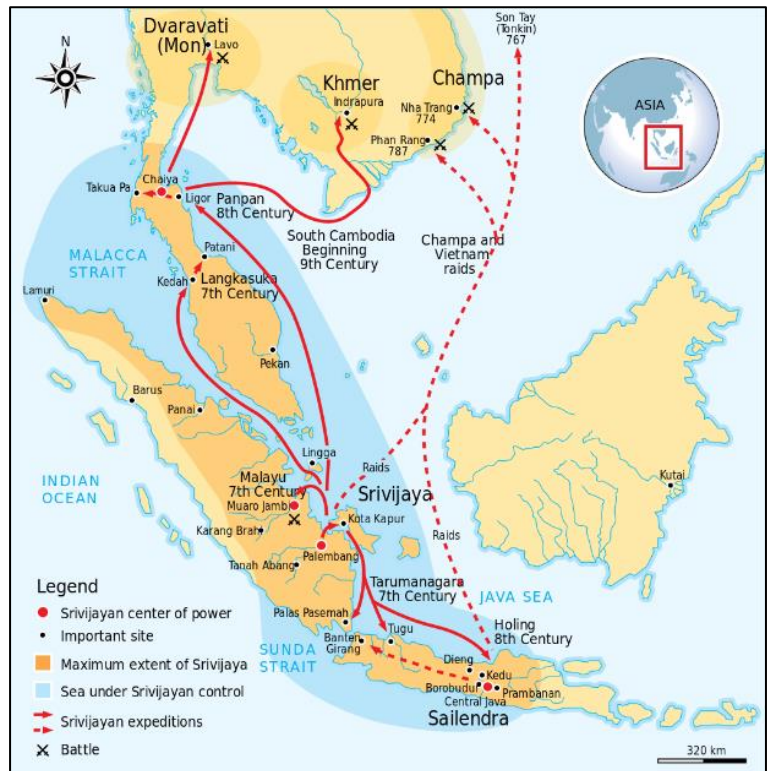 Son Tay
(Tonkin)
767
Dvaravati
(Mon)
Lavo
N
Khmer
Indrapura
Champa
Nha Trang
774
Phan Rang
787
ASIA
Chaiya
Takua Pa
Ligor
Panpan
8th Century
South Cambodia
Beginning
9th Century
Champa and
Vietnam
raids
MALACCA
STRAIT
Patani
Kedah
Langkasuka
7th Century
Lamuri
Pekan
Barus
Panai
INDIAN
OCEAN
Lingga
Raids
Malayu
7th Century
Muaro Jambi
Srivijaya
Kutai
Kota Kapur
Karang Brahi
Palembang
Tanah Abang
Raids
Tarumanagara
7th Century
JAVA SEA
Palas Pasemah
Holing
8th Century
SUNDA
STRAIT
Banten
Girang
Tugu
Dieng
Kedu
Borobudur
Prambanan
Central Java
Sailendra
Legend
Srivijayan center of power
Important site
Maximum extent of Srivijaya
Sea under Srivijayan control
Srivijayan expeditions
Battle
320 km